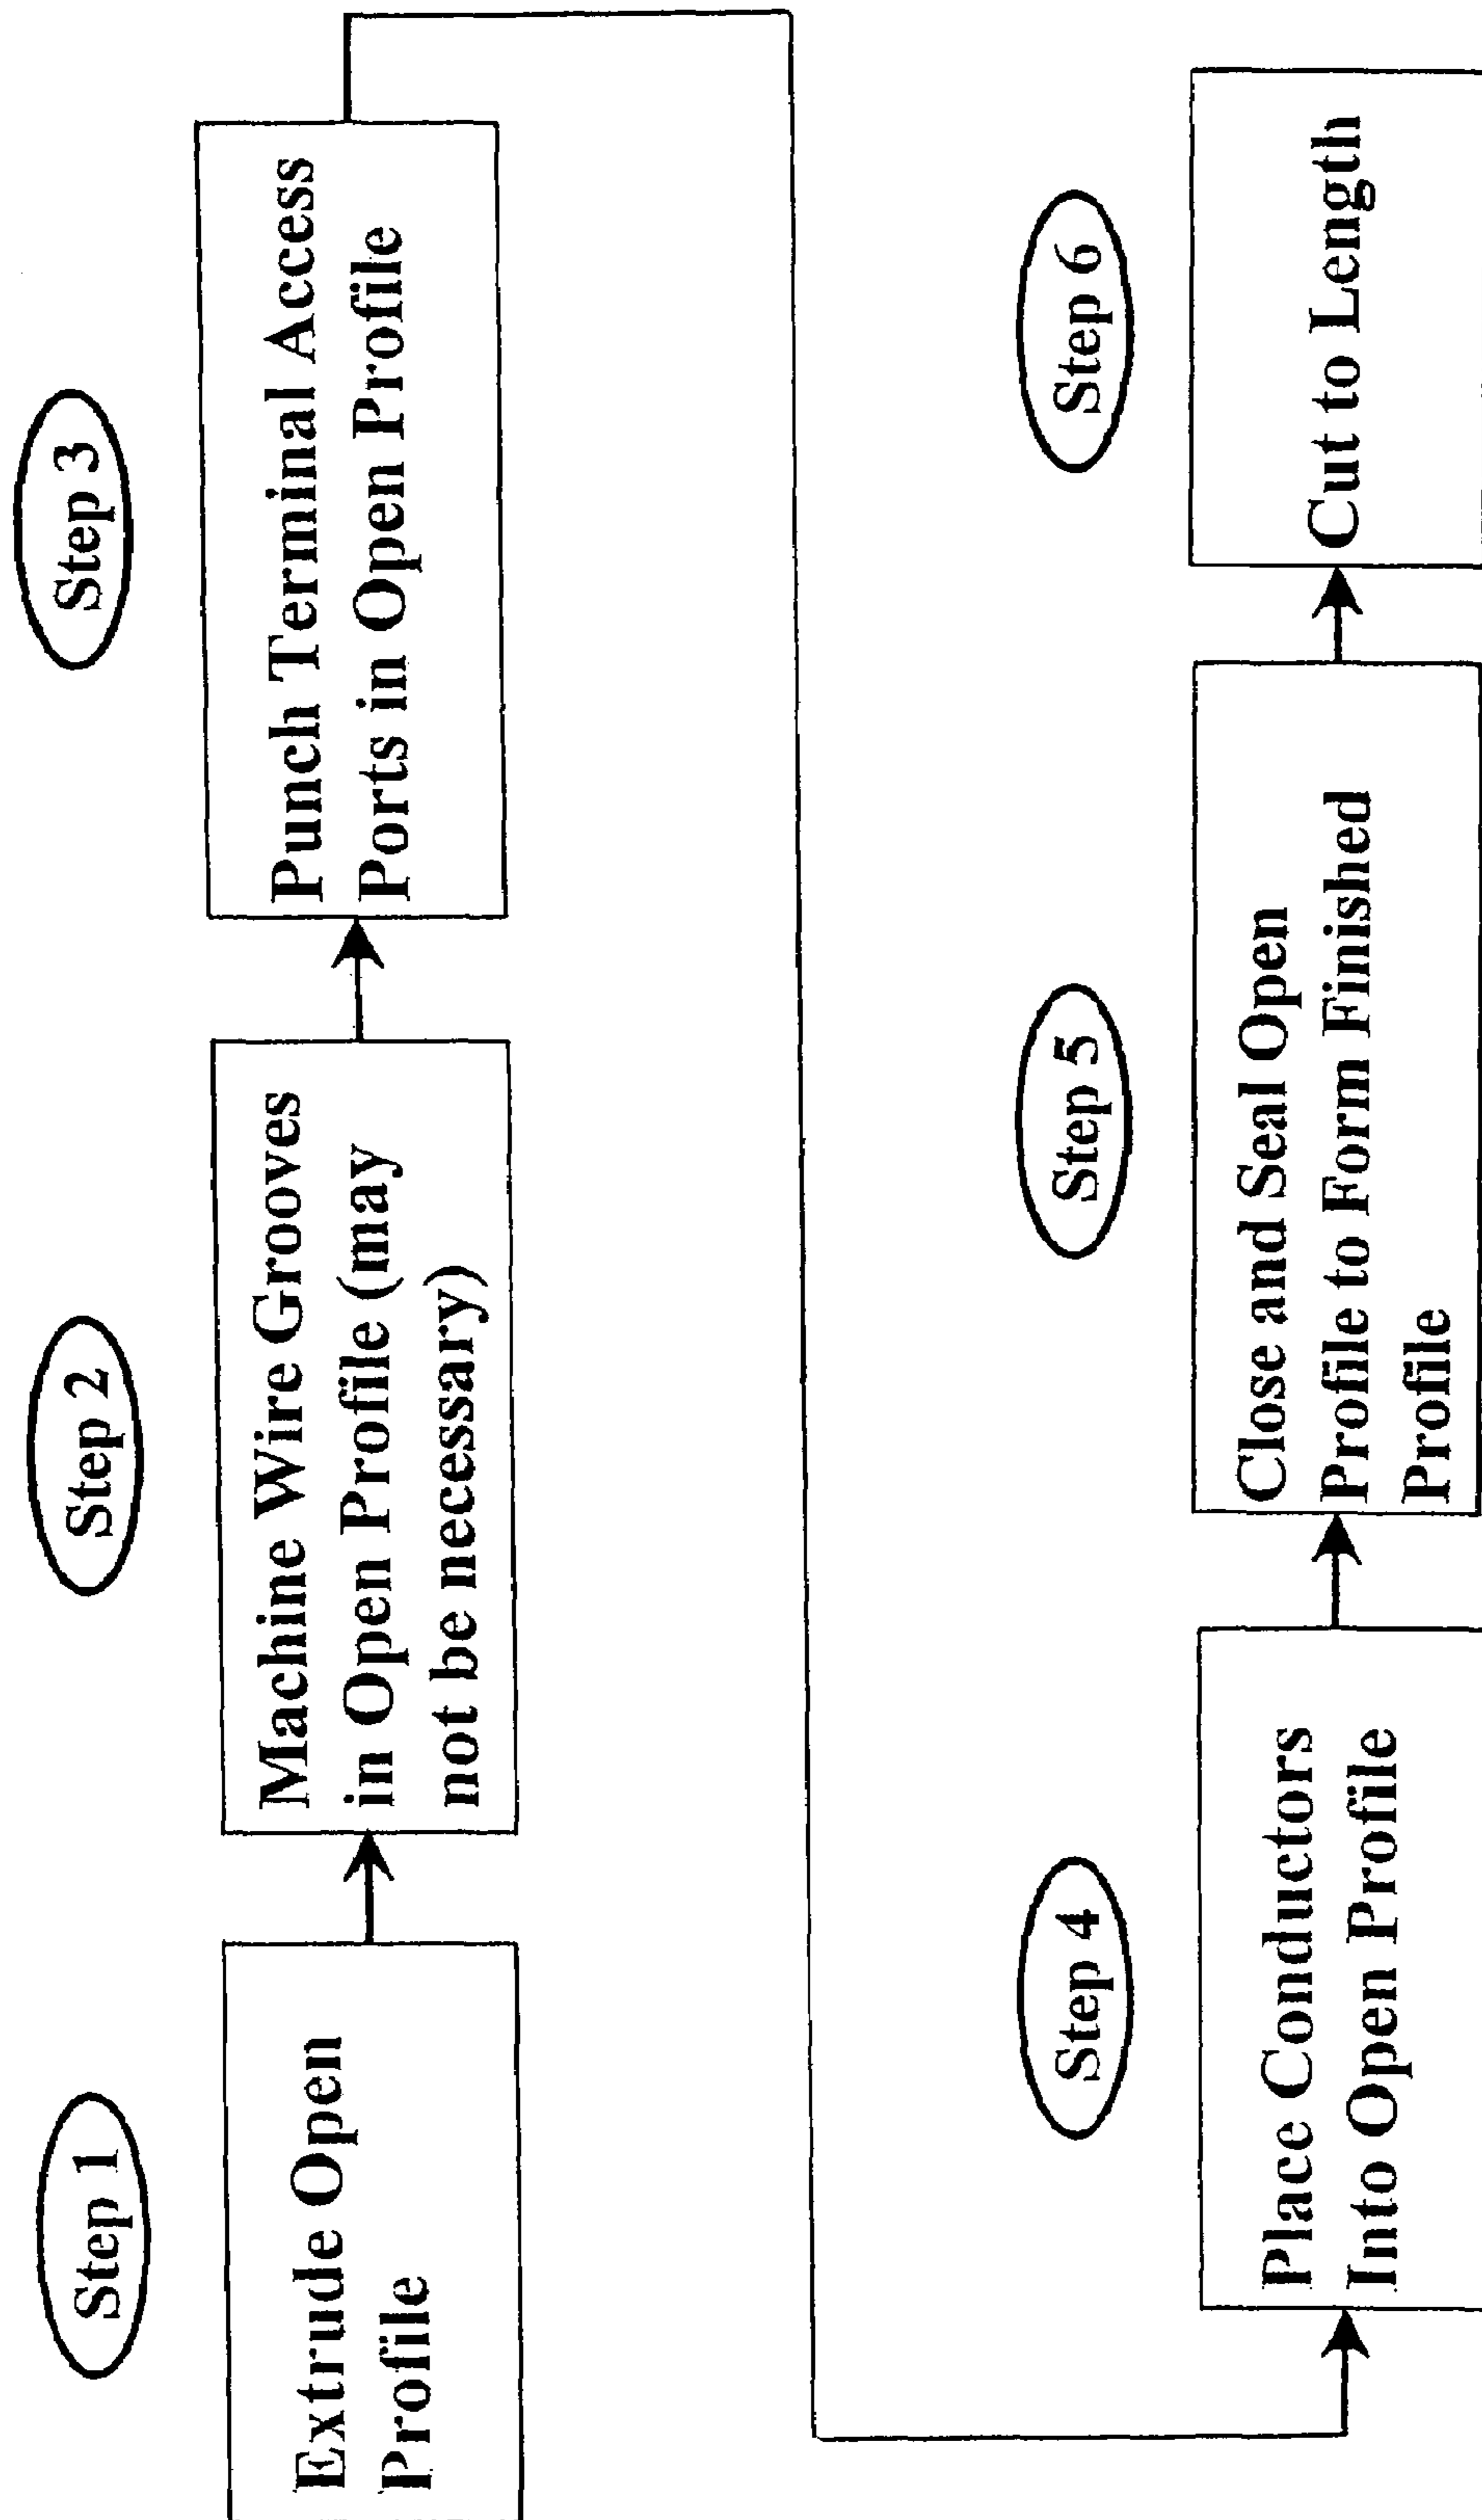 Step 1
Extrude Open
Profile
Step 2
Machine Wire Grooves
in Open Profile (may
not be necessary)
Step 3
Punch Terminal Access
Ports in Open Profile
Step 4
Place Conductors
Into Open Profile
Step 5
Close and Seal Open
Profile to Form Finished
Profile
Step 6
Cut to Length